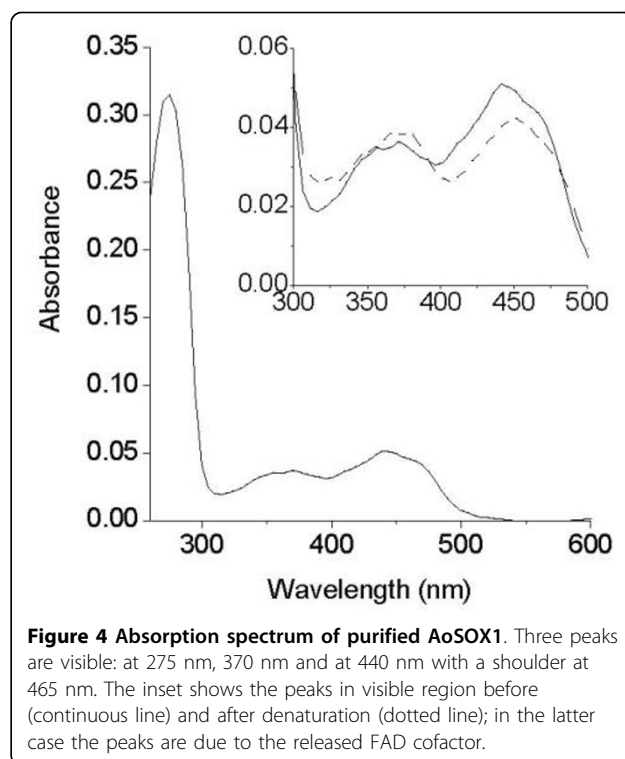 0.35
0.30
0.25
0.20
0.15
0.10
0.05
0.00
Absorbance
300 400 500 600
Wavelength (nm)
0.06
0.04
0.02
0.00
300 350 400 450 500
Figure 4 Absorption spectrum of purified AoSOX1. Three peaks
are visible: at 275 nm, 370 nm and at 440 nm with a shoulder at
465 nm. The inset shows the peaks in visible region before
(continuous line) and after denaturation (dotted line); in the latter
case the peaks are due to the released FAD cofactor.